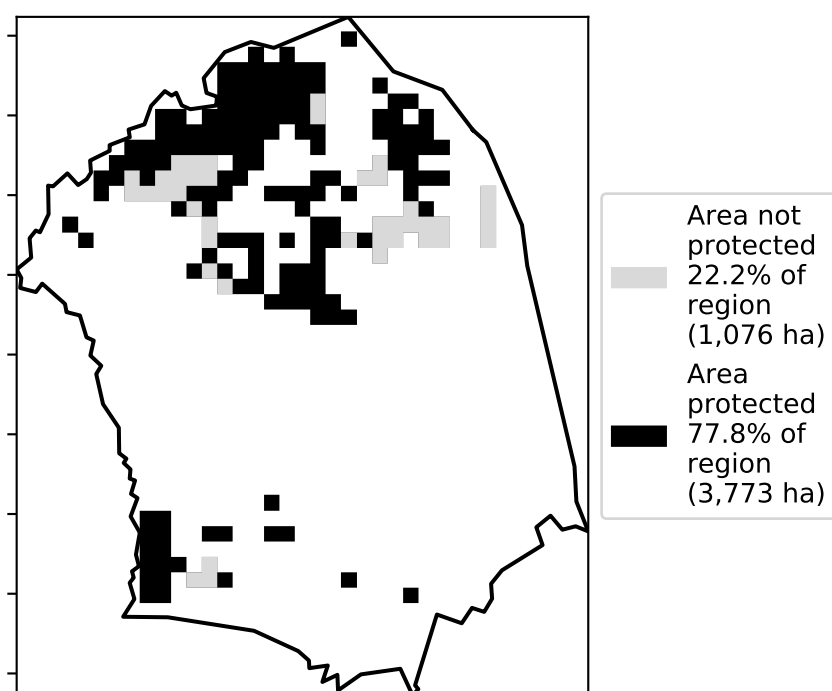 Area not
protected
22.2% of
region
(1,076 ha)
Area
protected
77.8% of
region
(3,773 ha)